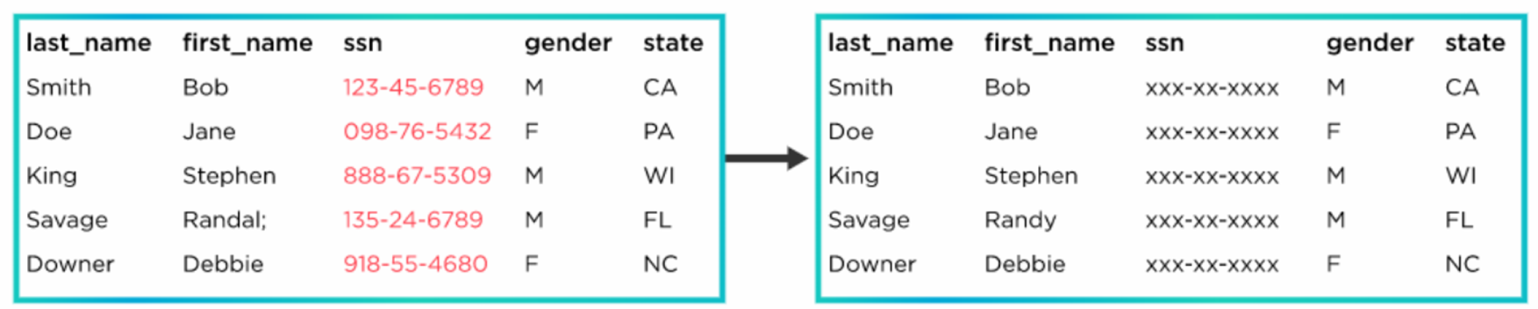 last_name first_name ssn gender state
Smith Bob 123-45-6789 M CA
Doe Jane 098-76-5432 F PA
King Stephen 888-67-5309 M WI
Savage Randal; 135-24-6789 M FL
Downer Debbie 918-55-4680 F NC
last_name first_name ssn gender state
Smith Bob xxx-xx-xxxx M CA
Doe Jane xxx-xx-xxxx F PA
King Stephen xxx-xx-xxxx M WI
Savage Randy xxx-xx-xxxx M FL
Downer Debbie xxx-xx-xxxx F NC